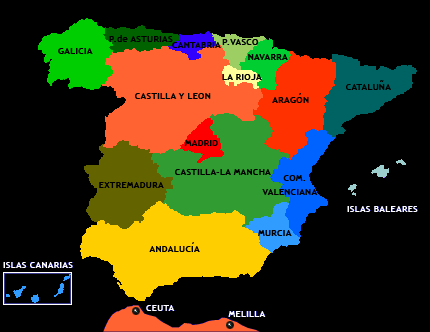 P. de ASTURIAS
CANTABRIA
P. VASCO
GALICIA
NAVARRA
LA RIOJA
CATALUÑA
CASTILLA Y LEON
ARAGÓN
MADRID
CASTILLA-LA MANCHA
COM.
VALENCIANA
EXTREMADURA
ISLAS BALEARES
MURCIA
ANDALUCÍA
ISLAS CANARIAS
CEUTA
MELILLA